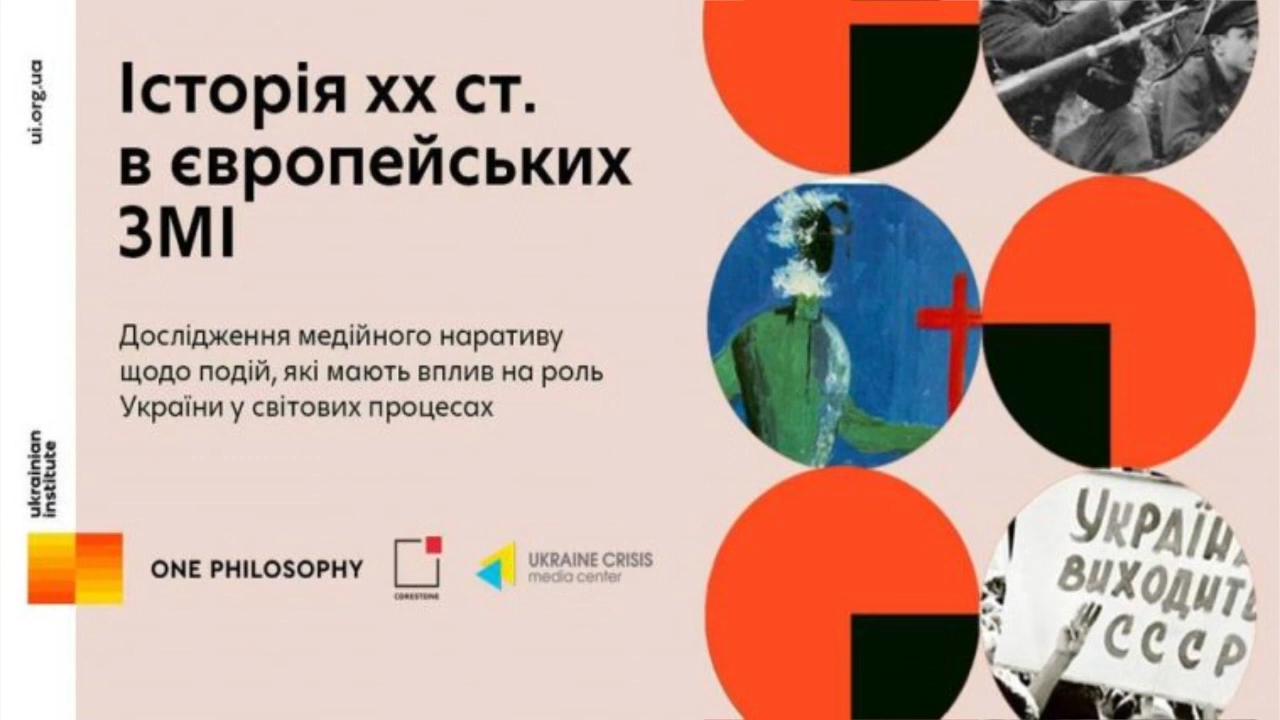 ui.org.ua
Історія хх ст.
в європейських
ЗМІ
Дослідження медійного наративу
щодо подій, які мають вплив на роль
України у світових процесах
ukrainian
institute
ONE PHILOSOPHY
CORESTONE
UKRAINE CRISIS
media center
УКРАЇНА
ВИХОДИТЬ
СССР